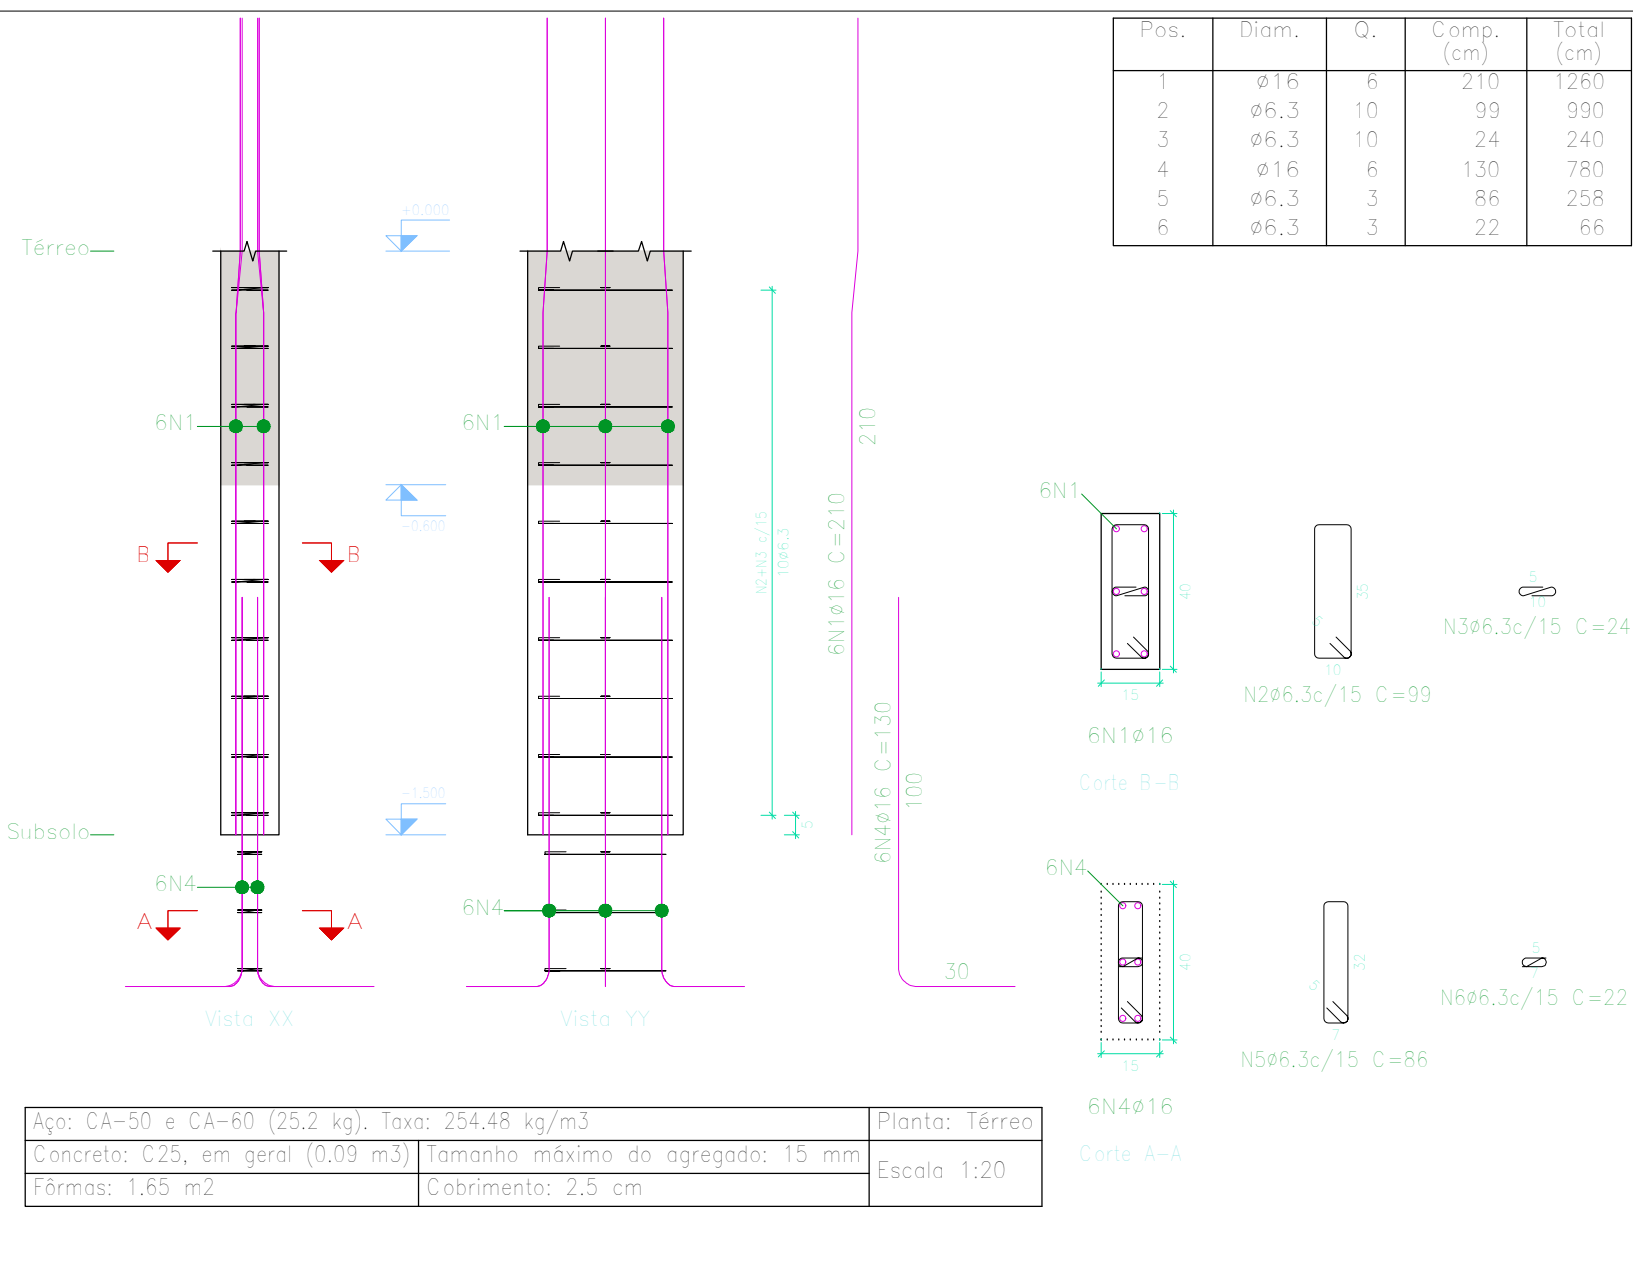 Pos. Diam. Q. Comp. (cm) Total (cm)
1 ø16 6 210 1260
2 ø6.3 10 99 990
3 ø6.3 10 24 240
4 ø16 6 130 780
5 ø6.3 3 86 258
6 ø6.3 3 22 66
+0.000
Térreo
6N1
6N1
210
-0.600
B B
N2+N3 c/15
10ø6.3
6N1ø16 C=210
-1.500
Subsolo
5
6N4ø16 C=130
100
6N4
6N4
A A
30
Vista XX
Vista YY
6N1
40
15
6N1ø16
Corte B-B
35
5
10
N2ø6.3c/15 C=99
5
10
N3ø6.3c/15 C=24
6N4
40
15
6N4ø16
Corte A-A
32
5
7
N5ø6.3c/15 C=86
5
7
N6ø6.3c/15 C=22
Aço: CA-50 e CA-60 (25.2 kg). Taxa: 254.48 kg/m3
Planta: Térreo
Concreto: C25, em geral (0.09 m3)
Tamanho máximo do agregado: 15 mm
Escala 1:20
Fôrmas: 1.65 m2
Cobrimento: 2.5 cm